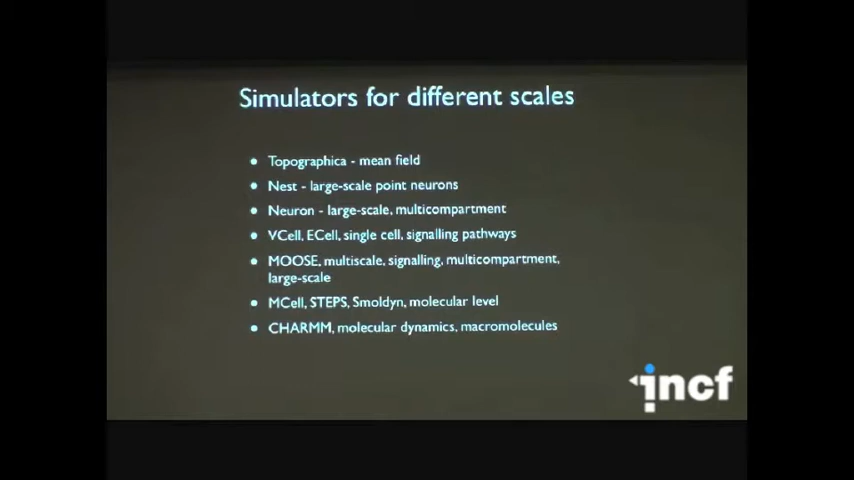 Simulators for different scales
• Topographica - mean field
• Nest - large-scale point neurons
• Neuron - large-scale, multicompartment
• VCell, ECell, single cell, signalling pathways
• MOOSE, multiscale, signalling, multicompartment,
large-scale
• MCell, STEPS, Smoldyn, molecular level
• CHARMM, molecular dynamics, macromolecules
incf